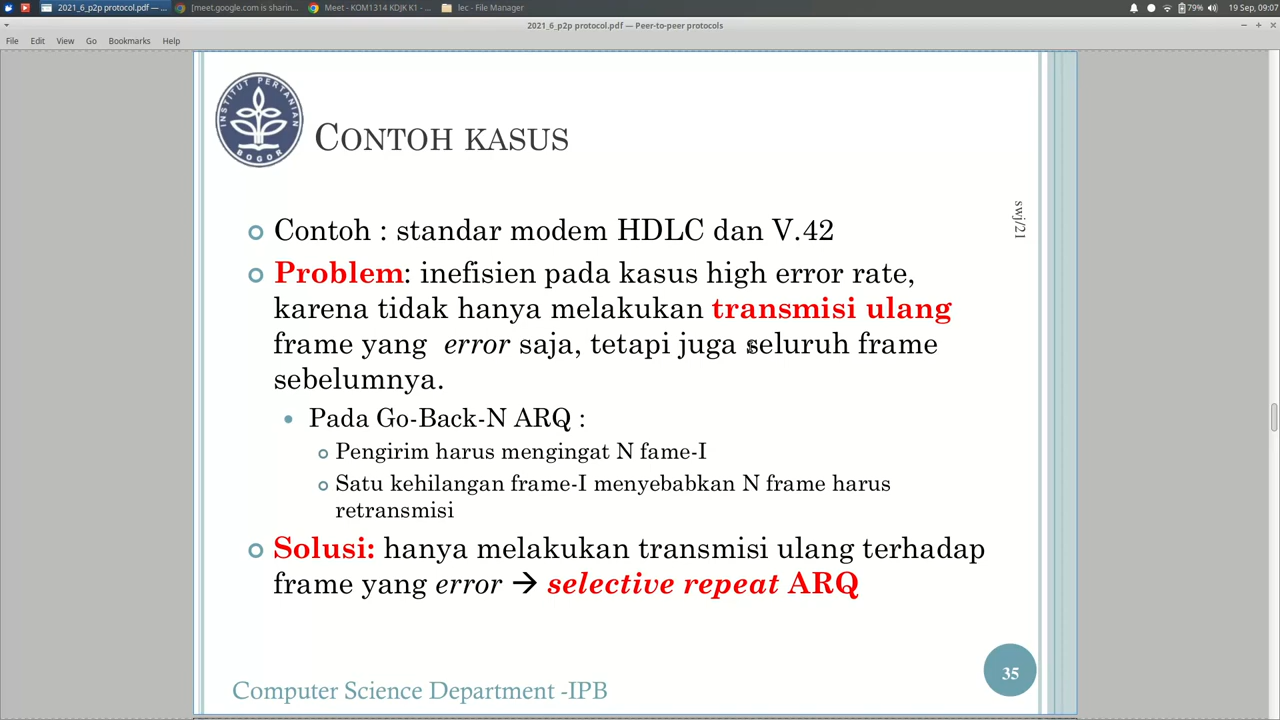 2021_6_p2p protocol.pdf — ...
[meet.google.com is sharin...
Meet - KOM1314 KDJK K1 - ...
lec - File Manager
79%
19 Sep, 09:07
2021_6_p2p protocol.pdf — Peer-to-peer protocols
File Edit View Go Bookmarks Help
INSTITUT PERTANIAN
BOGOR
CONTOH KASUS
swj/21
Contoh : standar modem HDLC dan V.42
Problem: inefisien pada kasus high error rate,
karena tidak hanya melakukan transmisi ulang
frame yang error saja, tetapi juga seluruh frame
sebelumnya.
Pada Go-Back-N ARQ :
Pengirim harus mengingat N fame-I
Satu kehilangan frame-I menyebabkan N frame harus
retransmisi
Solusi: hanya melakukan transmisi ulang terhadap
frame yang error → selective repeat ARQ
35
Computer Science Department -IPB